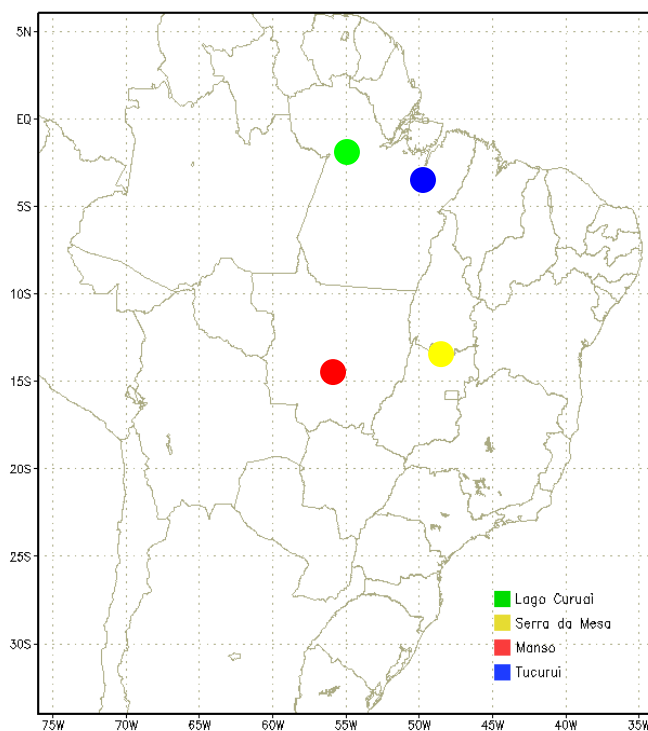 5N
EQ
5S
10S
15S
20S
25S
30S
Lago Curuai
Serra da Mesa
Manso
Tucurui
75W 70W 65W 60W 55W 50W 45W 40W 35W